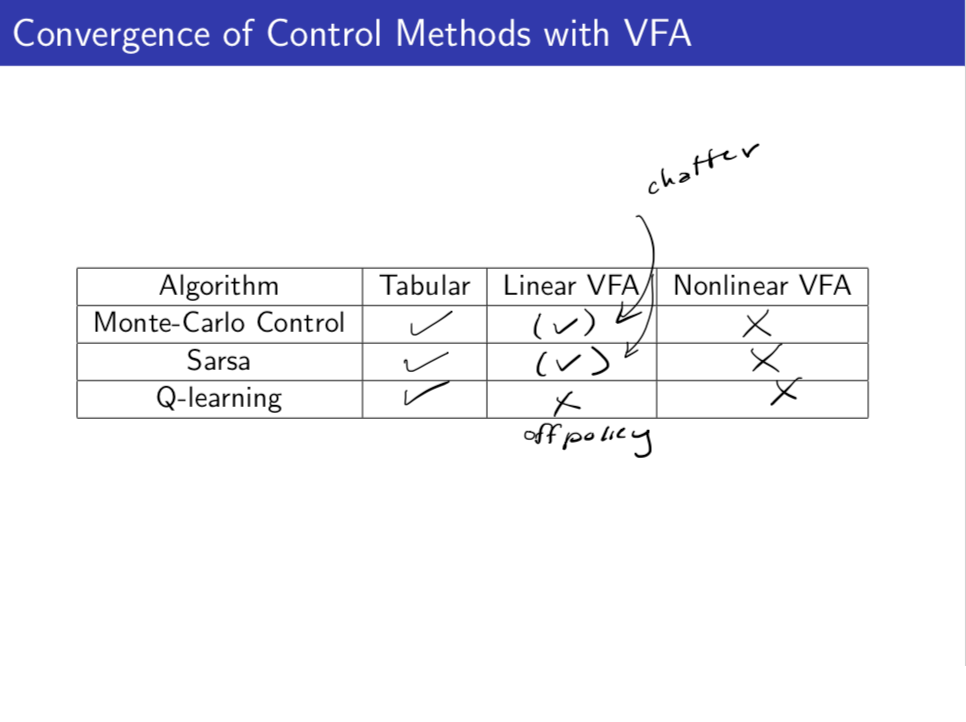 Convergence of Control Methods with VFA
chatter
Algorithm Tabular Linear VFA Nonlinear VFA
Monte-Carlo Control ✓ (✓) X
Sarsa ✓ (✓) X
Q-learning ✓ X X
off policy